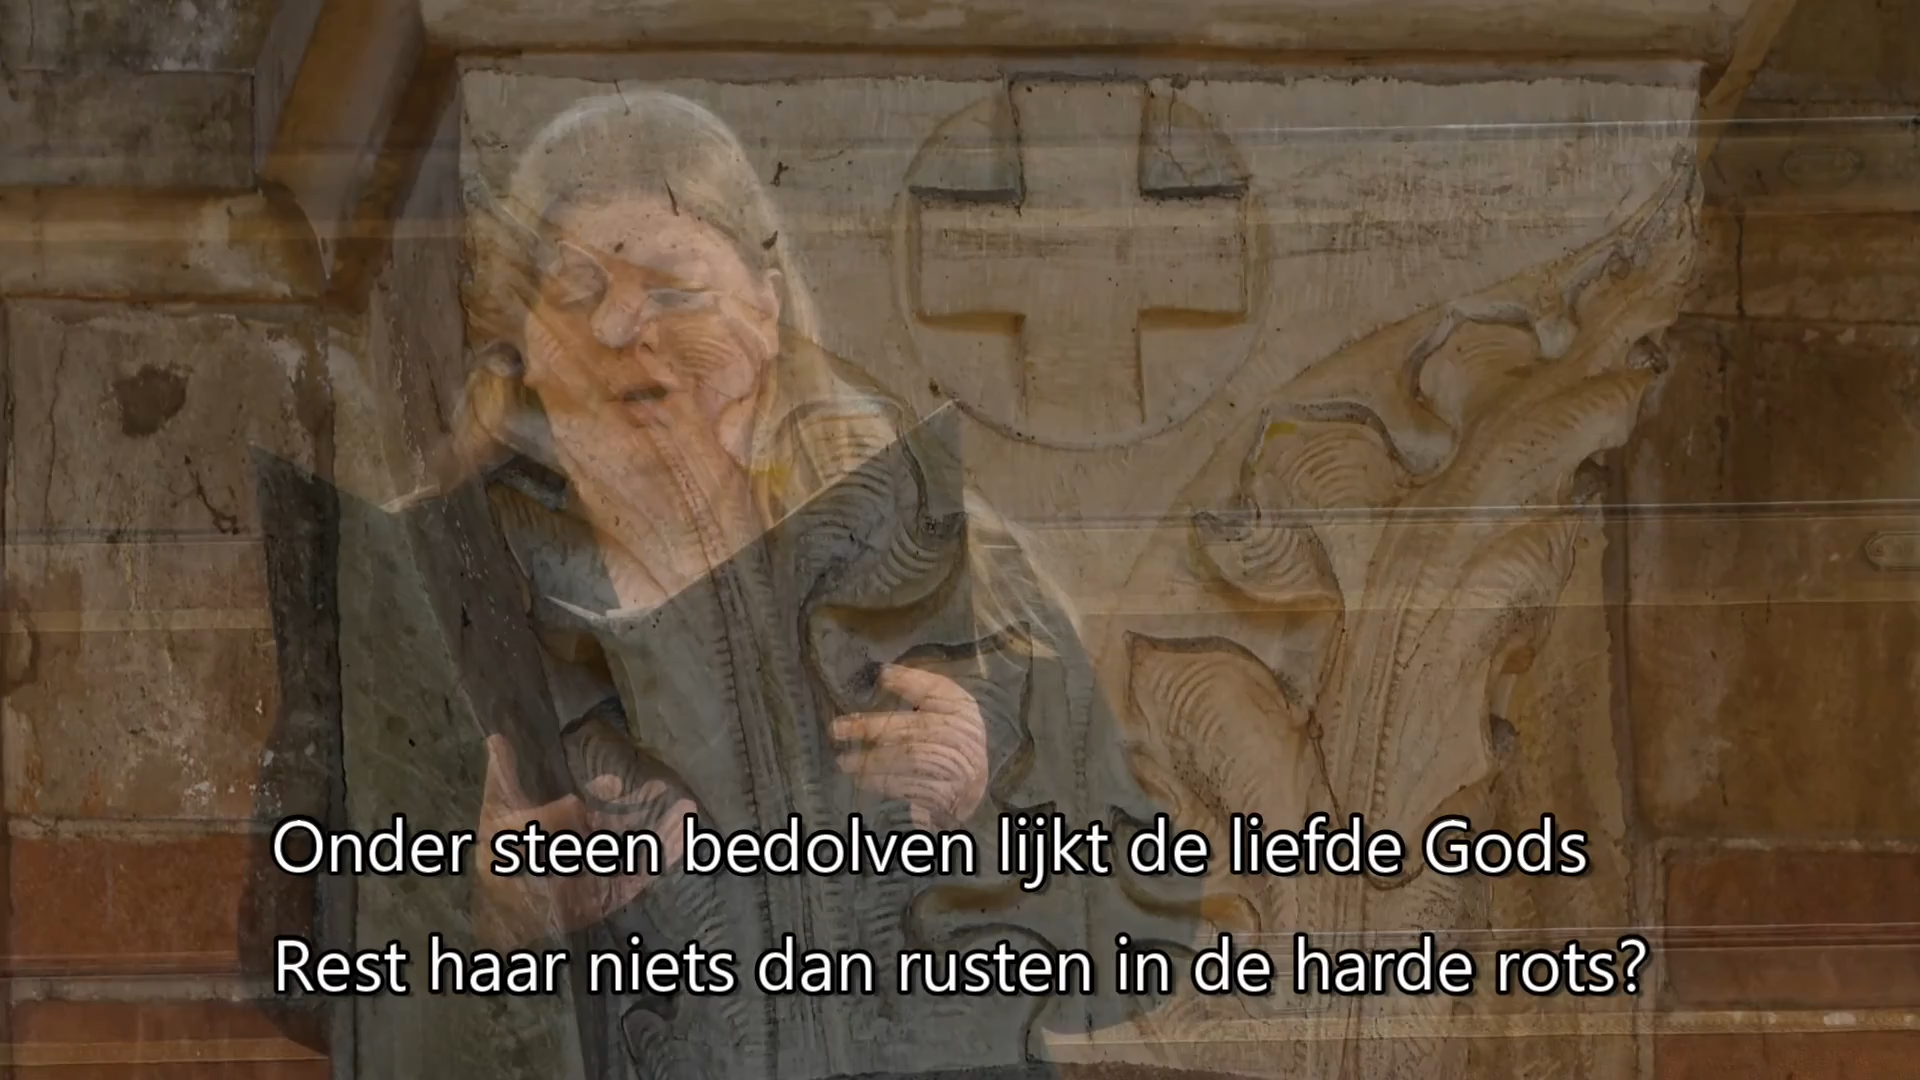 Onder steen bedolven lijkt de liefde Gods
Rest haar niets dan rusten in de harde rots?